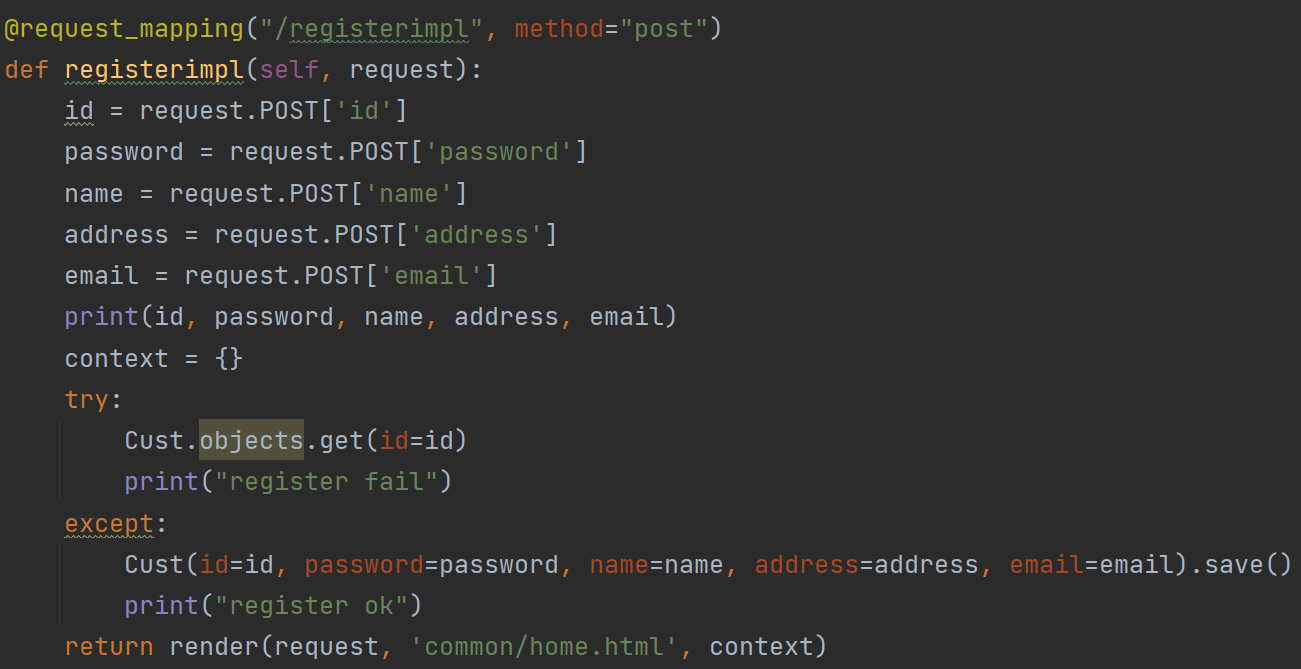 @request_mapping("/registerimpl", method="post")
def registerimpl(self, request):
    id = request.POST['id']
    password = request.POST['password']
    name = request.POST['name']
    address = request.POST['address']
    email = request.POST['email']
    print(id, password, name, address, email)
    context = {}
    try:
        Cust.objects.get(id=id)
        print("register fail")
    except:
        Cust(id=id, password=password, name=name, address=address, email=email).save()
        print("register ok")
    return render(request, 'common/home.html', context)